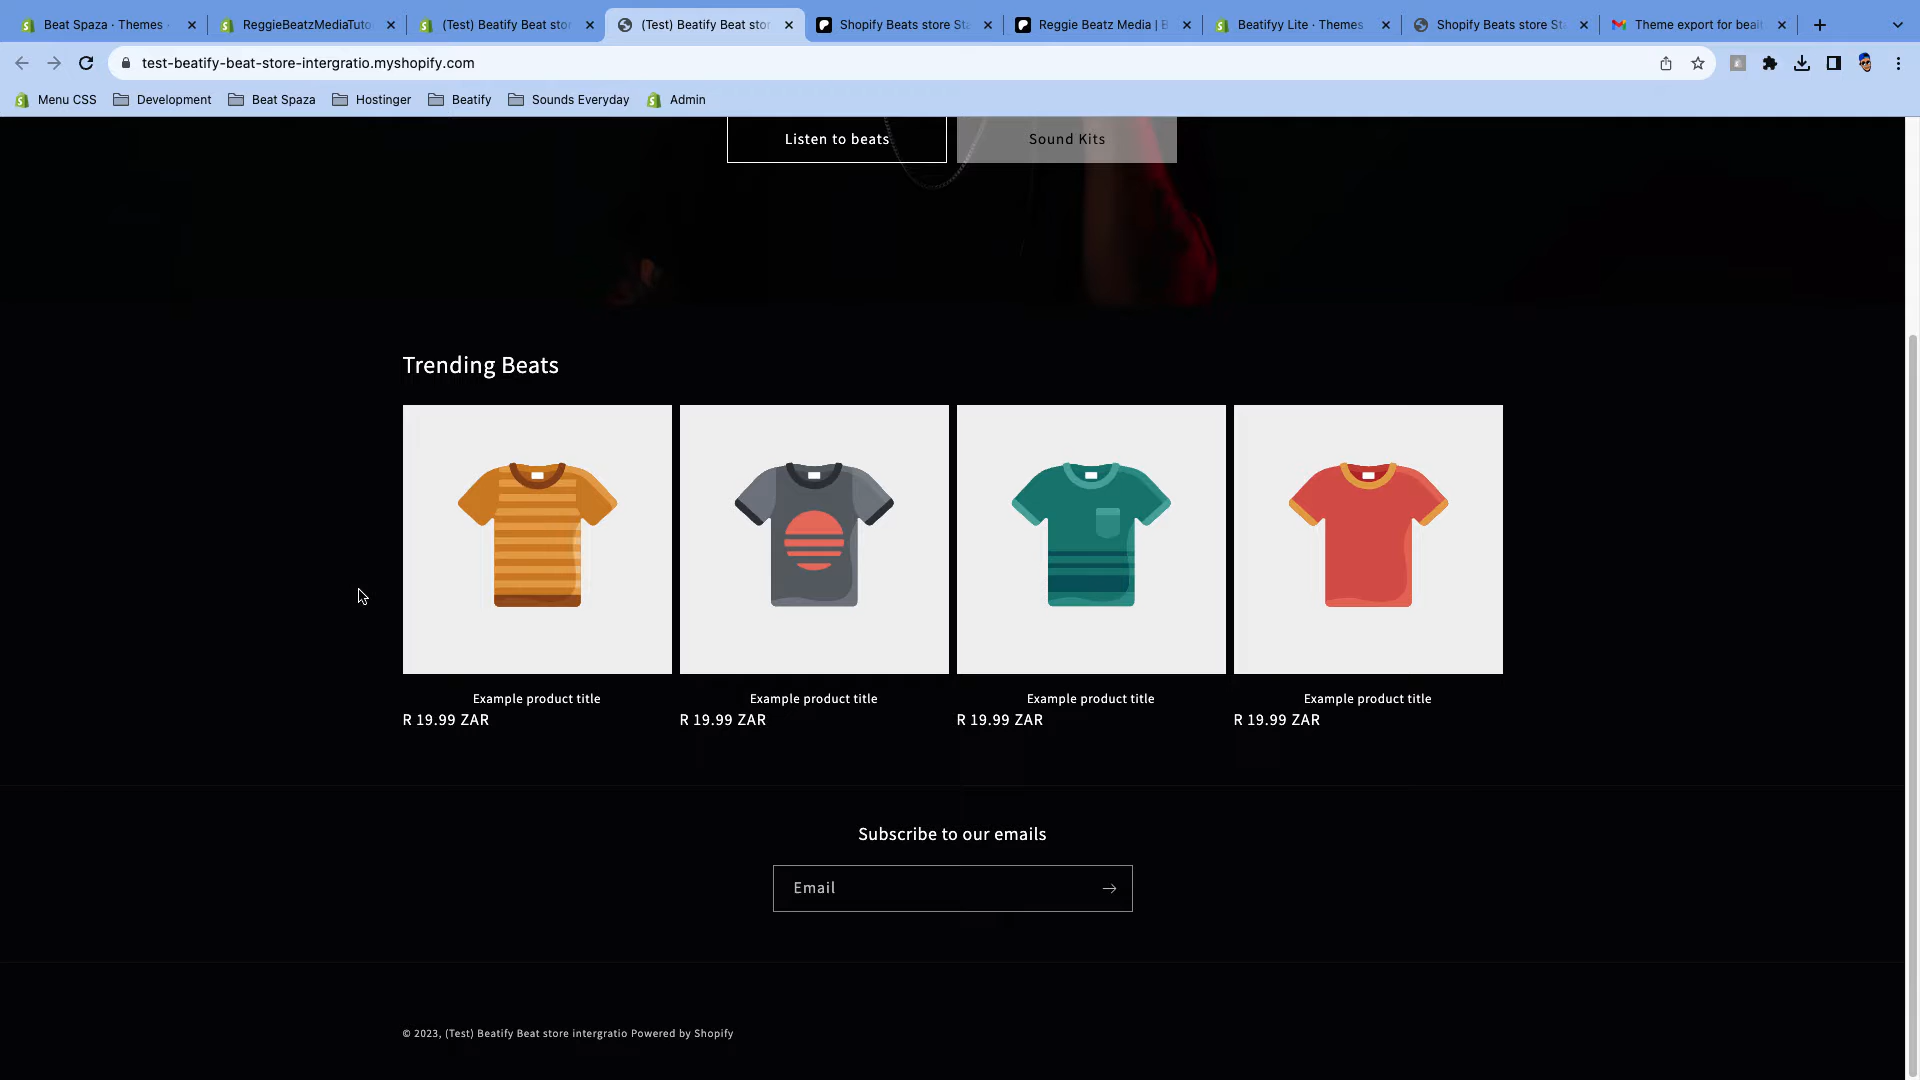 Beat Spaza · Themes
ReggieBeatzMediaTuto
(Test) Beatify Beat stor
(Test) Beatify Beat stor
Shopify Beats store Sta
Reggie Beatz Media | B
Beatifyy Lite · Themes
Shopify Beats store St
Theme export for beat
test-beatify-beat-store-intergratio.myshopify.com
Menu CSS
Development
Beat Spaza
Hostinger
Beatify
Sounds Everyday
Admin
Listen to beats
Sound Kits
Trending Beats
Example product title
R 19.99 ZAR
Example product title
R 19.99 ZAR
Example product title
R 19.99 ZAR
Example product title
R 19.99 ZAR
Subscribe to our emails
Email
© 2023, (Test) Beatify Beat store intergratio Powered by Shopify